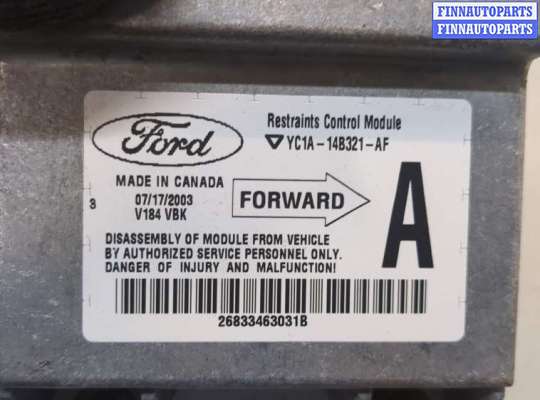 FINNAUTOPARTS
FINNAUTOPARTS
Ford
Restraints Control Module
YC1A-14B321-AF
MADE IN CANADA
07/17/2003
V184 VBK
3
FORWARD
A
DISASSEMBLY OF MODULE FROM VEHICLE
BY AUTHORIZED SERVICE PERSONNEL ONLY.
DANGER OF INJURY AND MALFUNCTION!
26833463031B